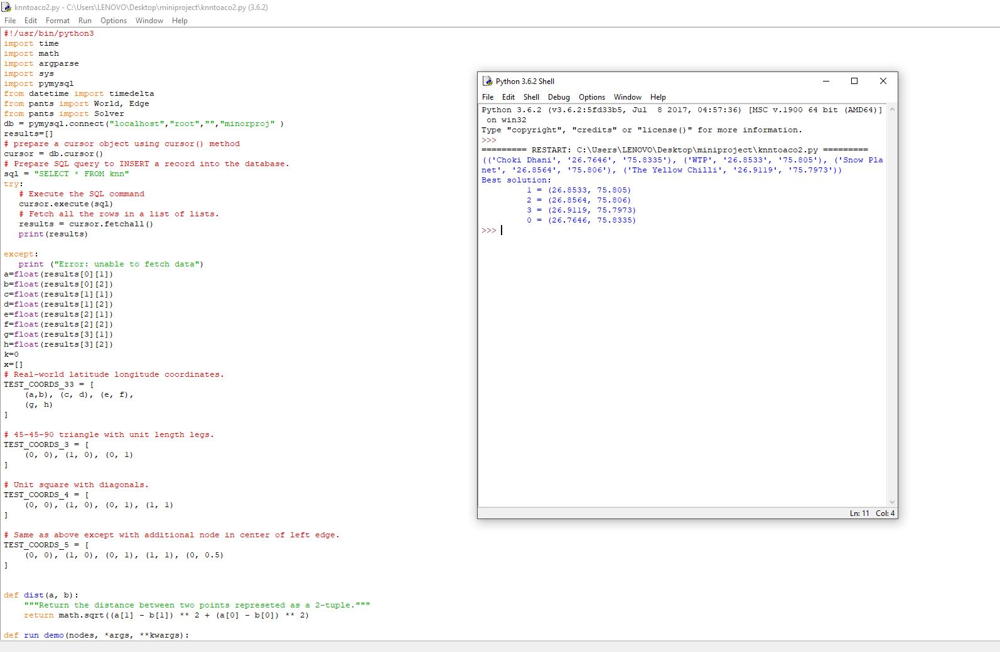 knntoaco2.py - C:\Users\LENOVO\Desktop\miniproject\knntoaco2.py (3.6.2)
File Edit Format Run Options Window Help
#!/usr/bin/python3
import time
import math
import argparse
import sys
import pymysql
from datetime import timedelta
from pants import World, Edge
from pants import Solver
db = pymysql.connect("localhost","root","","minorproj" )
results=[]
# prepare a cursor object using cursor() method
cursor = db.cursor()
# Prepare SQL query to INSERT a record into the database.
sql = "SELECT * FROM knn"
try:
   # Execute the SQL command
   cursor.execute(sql)
   # Fetch all the rows in a list of lists.
   results = cursor.fetchall()
   print(results)
except:
   print ("Error: unable to fetch data")
a=float(results[0][1])
b=float(results[0][2])
c=float(results[1][1])
d=float(results[1][2])
e=float(results[2][1])
f=float(results[2][2])
g=float(results[3][1])
h=float(results[3][2])
k=0
x=[]
# Real-world latitude longitude coordinates.
TEST_COORDS_33 = [
    (a,b), (c, d), (e, f),
    (g, h)
]
# 45-45-90 triangle with unit length legs.
TEST_COORDS_3 = [
    (0, 0), (1, 0), (0, 1)
]
# Unit square with diagonals.
TEST_COORDS_4 = [
    (0, 0), (1, 0), (0, 1), (1, 1)
]
# Same as above except with additional node in center of left edge.
TEST_COORDS_5 = [
    (0, 0), (1, 0), (0, 1), (1, 1), (0, 0.5)
]
def dist(a, b):
    """Return the distance between two points represeted as a 2-tuple."""
    return math.sqrt((a[1] - b[1]) ** 2 + (a[0] - b[0]) ** 2)
def run_demo(nodes, *args, **kwargs):
Python 3.6.2 Shell
File Edit Shell Debug Options Window Help
Python 3.6.2 (v3.6.2:5fd33b5, Jul  8 2017, 04:57:36) [MSC v.1900 64 bit (AMD64)]
 on win32
Type "copyright", "credits" or "license()" for more information.
>>>
========= RESTART: C:\Users\LENOVO\Desktop\miniproject\knntoaco2.py =========
(('Choki Dhani', '26.7646', '75.8335'), ('WTP', '26.8533', '75.805'), ('Snow Pla
net', '26.8564', '75.806'), ('The Yellow Chilli', '26.9119', '75.7973'))
Best solution:
         1 = (26.8533, 75.805)
         2 = (26.8564, 75.806)
         3 = (26.9119, 75.7973)
         0 = (26.7646, 75.8335)
>>>
Ln: 11 Col: 4